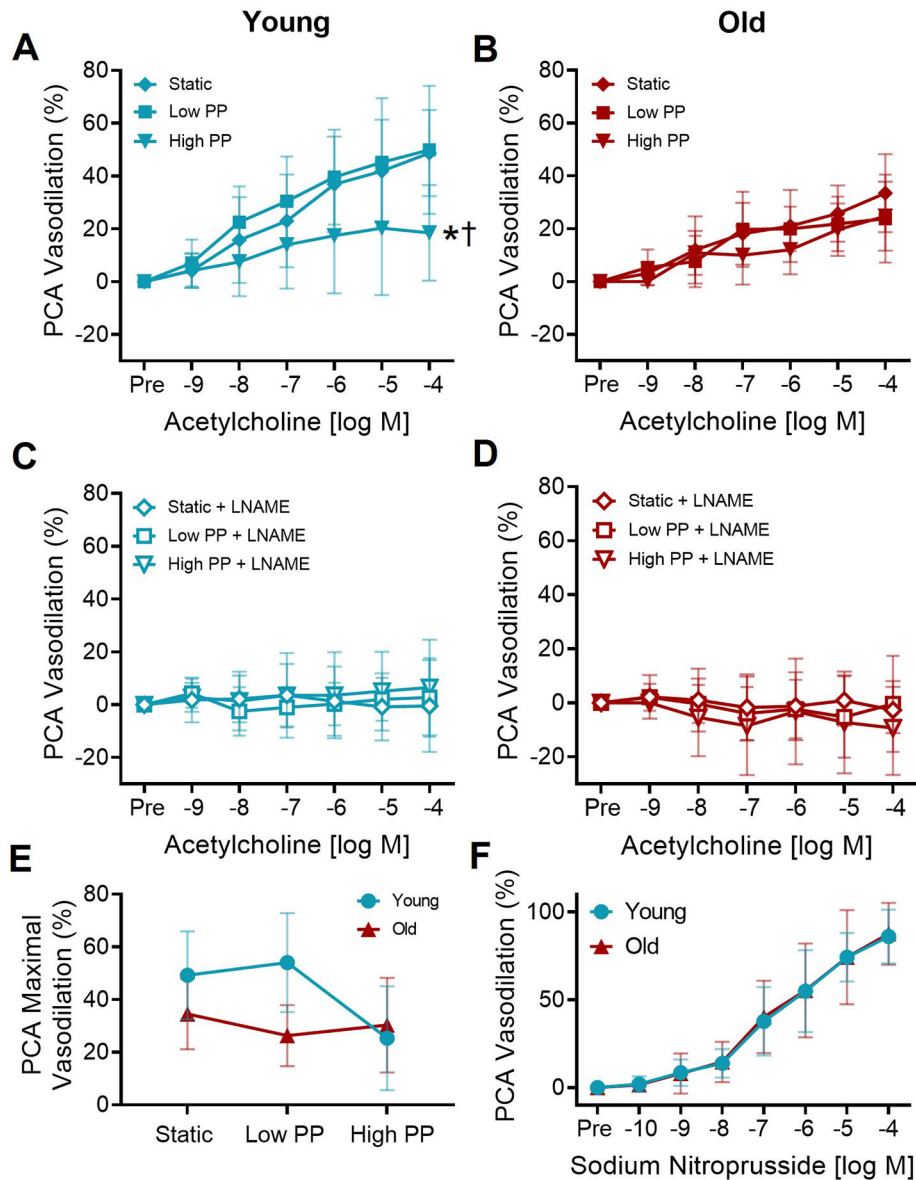 Young
Old
A
PCA Vasodilation (%)
80
60
40
20
0
-20
Static
Low PP
High PP
*†
Pre -9 -8 -7 -6 -5 -4
Acetylcholine [log M]
B
PCA Vasodilation (%)
80
60
40
20
0
-20
Static
Low PP
High PP
Pre -9 -8 -7 -6 -5 -4
Acetylcholine [log M]
C
PCA Vasodilation (%)
80
60
40
20
0
-20
Static + LNAME
Low PP + LNAME
High PP + LNAME
Pre -9 -8 -7 -6 -5 -4
Acetylcholine [log M]
D
PCA Vasodilation (%)
80
60
40
20
0
-20
Static + LNAME
Low PP + LNAME
High PP + LNAME
Pre -9 -8 -7 -6 -5 -4
Acetylcholine [log M]
E
PCA Maximal
Vasodilation (%)
80
60
40
20
0
Young
Old
Static Low PP High PP
F
PCA Vasodilation (%)
100
50
0
Young
Old
Pre -10 -9 -8 -7 -6 -5 -4
Sodium Nitroprusside [log M]